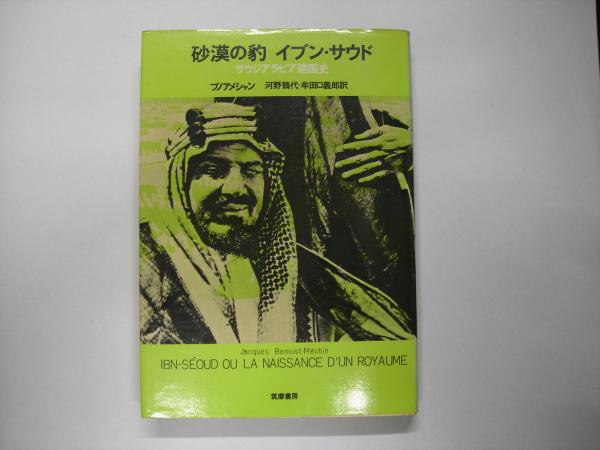 砂漠の豹 イブン・サウド
サウジアラビア建国史
ブノアメシャン 河野鶴代・牟田口義郎訳
Jacques Benoist-Méchin
IBN-SÉOUD OU LA NAISSANCE D'UN ROYAUME
筑摩書房